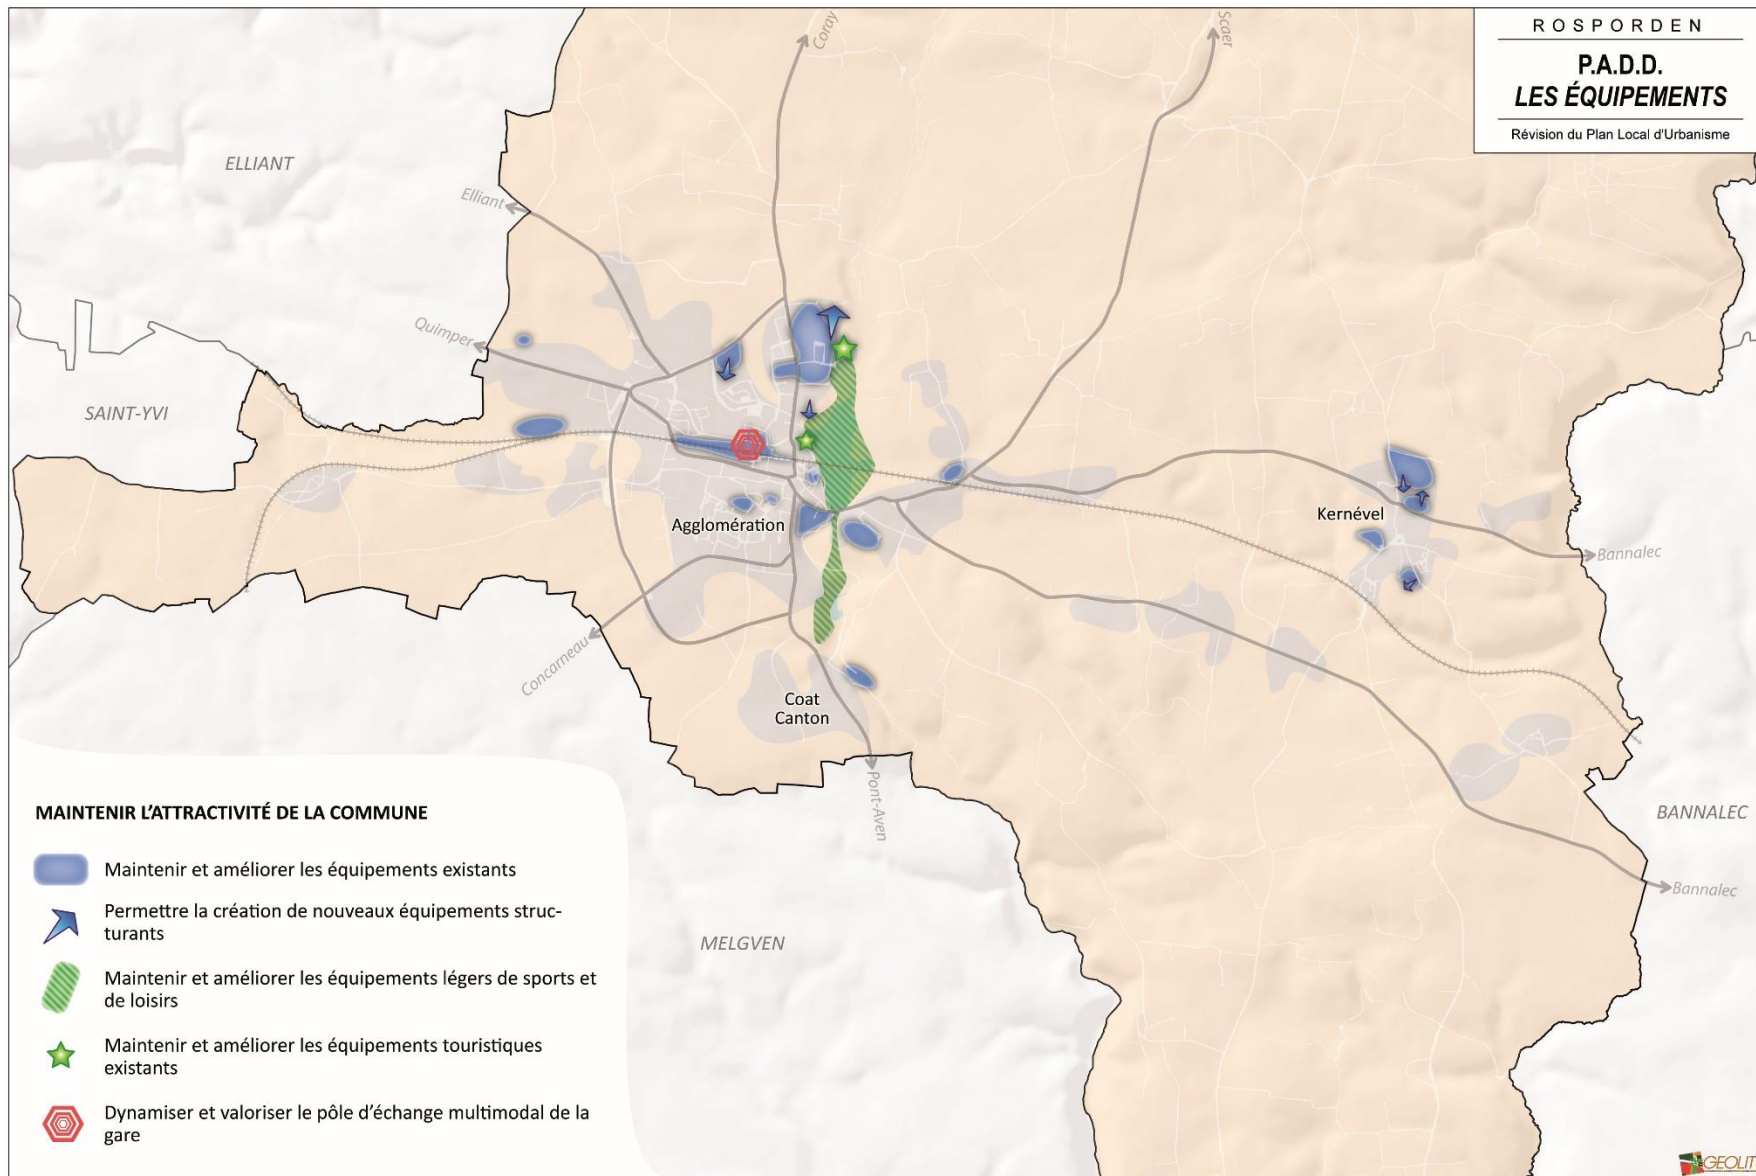 ROSPORDEN
P.A.D.D.
LES ÉQUIPEMENTS
Révision du Plan Local d'Urbanisme
Coray
Scaer
ELLIANT
Elliant
Quimper
SAINT-YVI
Agglomération
Kernével
Bannalec
Concarneau
Coat
Canton
Pont-Aven
BANNALEC
Bannalec
MELGVEN
MAINTENIR L'ATTRACTIVITÉ DE LA COMMUNE
Maintenir et améliorer les équipements existants
Permettre la création de nouveaux équipements struc-
turants
Maintenir et améliorer les équipements légers de sports et
de loisirs
Maintenir et améliorer les équipements touristiques
existants
Dynamiser et valoriser le pôle d'échange multimodal de la
gare
GEOLIT